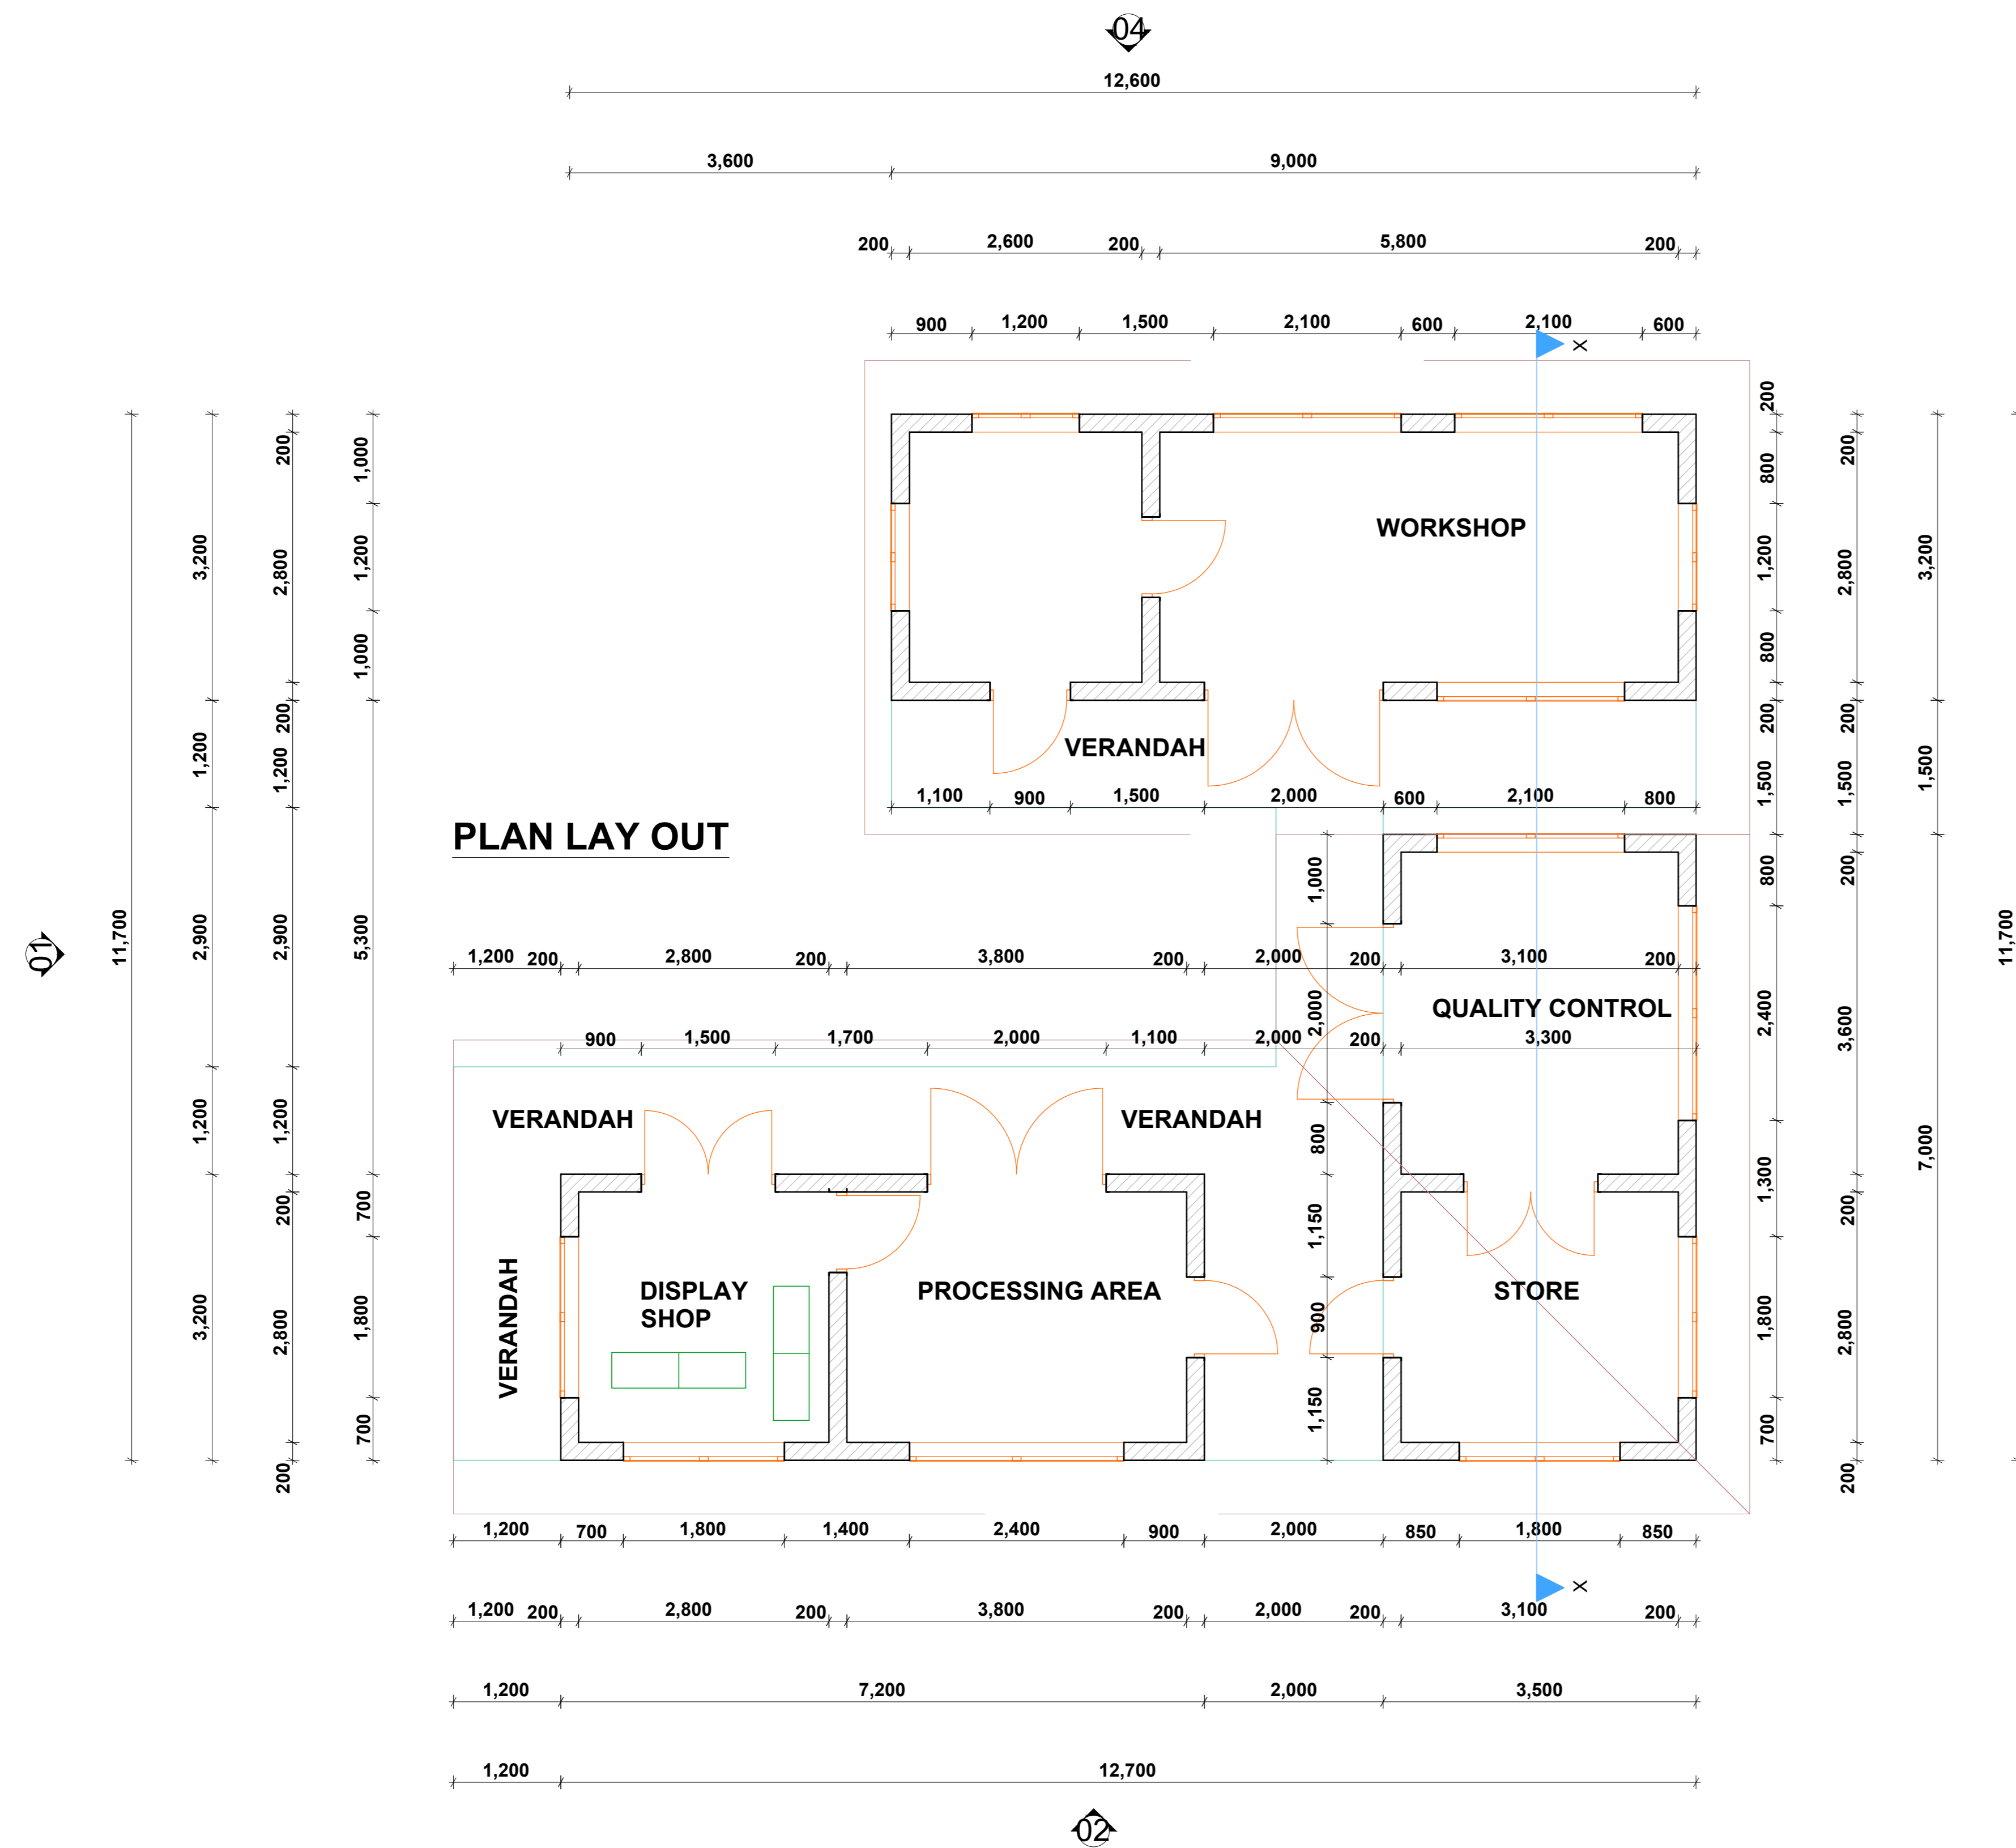 04
12,600
3,600 9,000
200 2,600 200 5,800 200
900 1,200 1,500 2,100 600 2,100 600
X
200 200 1,000 200 200
800
WORKSHOP
3,200 2,800 1,200 1,200 2,800 3,200
1,000 800
200 200 200
1,200 1,200 VERANDAH 1,500 1,500 1,500
1,100 900 1,500 2,000 600 2,100 800
PLAN LAY OUT
1,000 800 200
01 11,700 2,900 2,900 5,300 11,700
1,200 200 2,800 200 3,800 200 2,000 200 3,100 200
QUALITY CONTROL
2,000 2,400 3,600
900 1,500 1,700 2,000 1,100 2,000 200 3,300
VERANDAH VERANDAH
1,200 1,200 800 7,000
200 700 1,150 1,300 200
DISPLAY
SHOP
PROCESSING AREA
STORE
VERANDAH
3,200 2,800 1,800 900 1,800 2,800
700 1,150 700
200 200
1,200 700 1,800 1,400 2,400 900 2,000 850 1,800 850
X
1,200 200 2,800 200 3,800 200 2,000 200 3,100 200
1,200 7,200 2,000 3,500
1,200 12,700
02